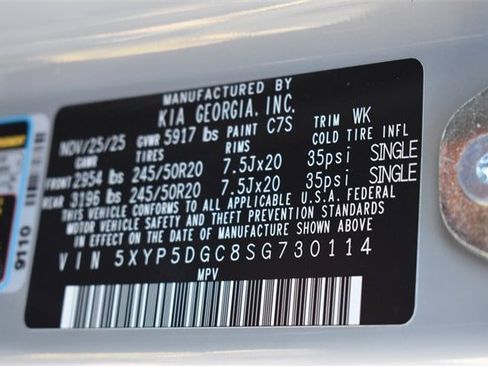 MANUFACTURED BY
KIA GEORGIA, INC.
NOV/25/25 GVWR 5917 lbs PAINT C7S TRIM WK
GAWR TIRES RIMS COLD TIRE INFL
FRONT 2954 lbs 245/50R20 7.5Jx20 35psi SINGLE
REAR 3196 lbs 245/50R20 7.5Jx20 35psi SINGLE
THIS VEHICLE CONFORMS TO ALL APPLICABLE U.S.A. FEDERAL
MOTOR VEHICLE SAFETY AND THEFT PREVENTION STANDARDS
IN EFFECT ON THE DATE OF MANUFACTURE SHOWN ABOVE
VIN 5XYP5DGC8SG730114
MPV
9110